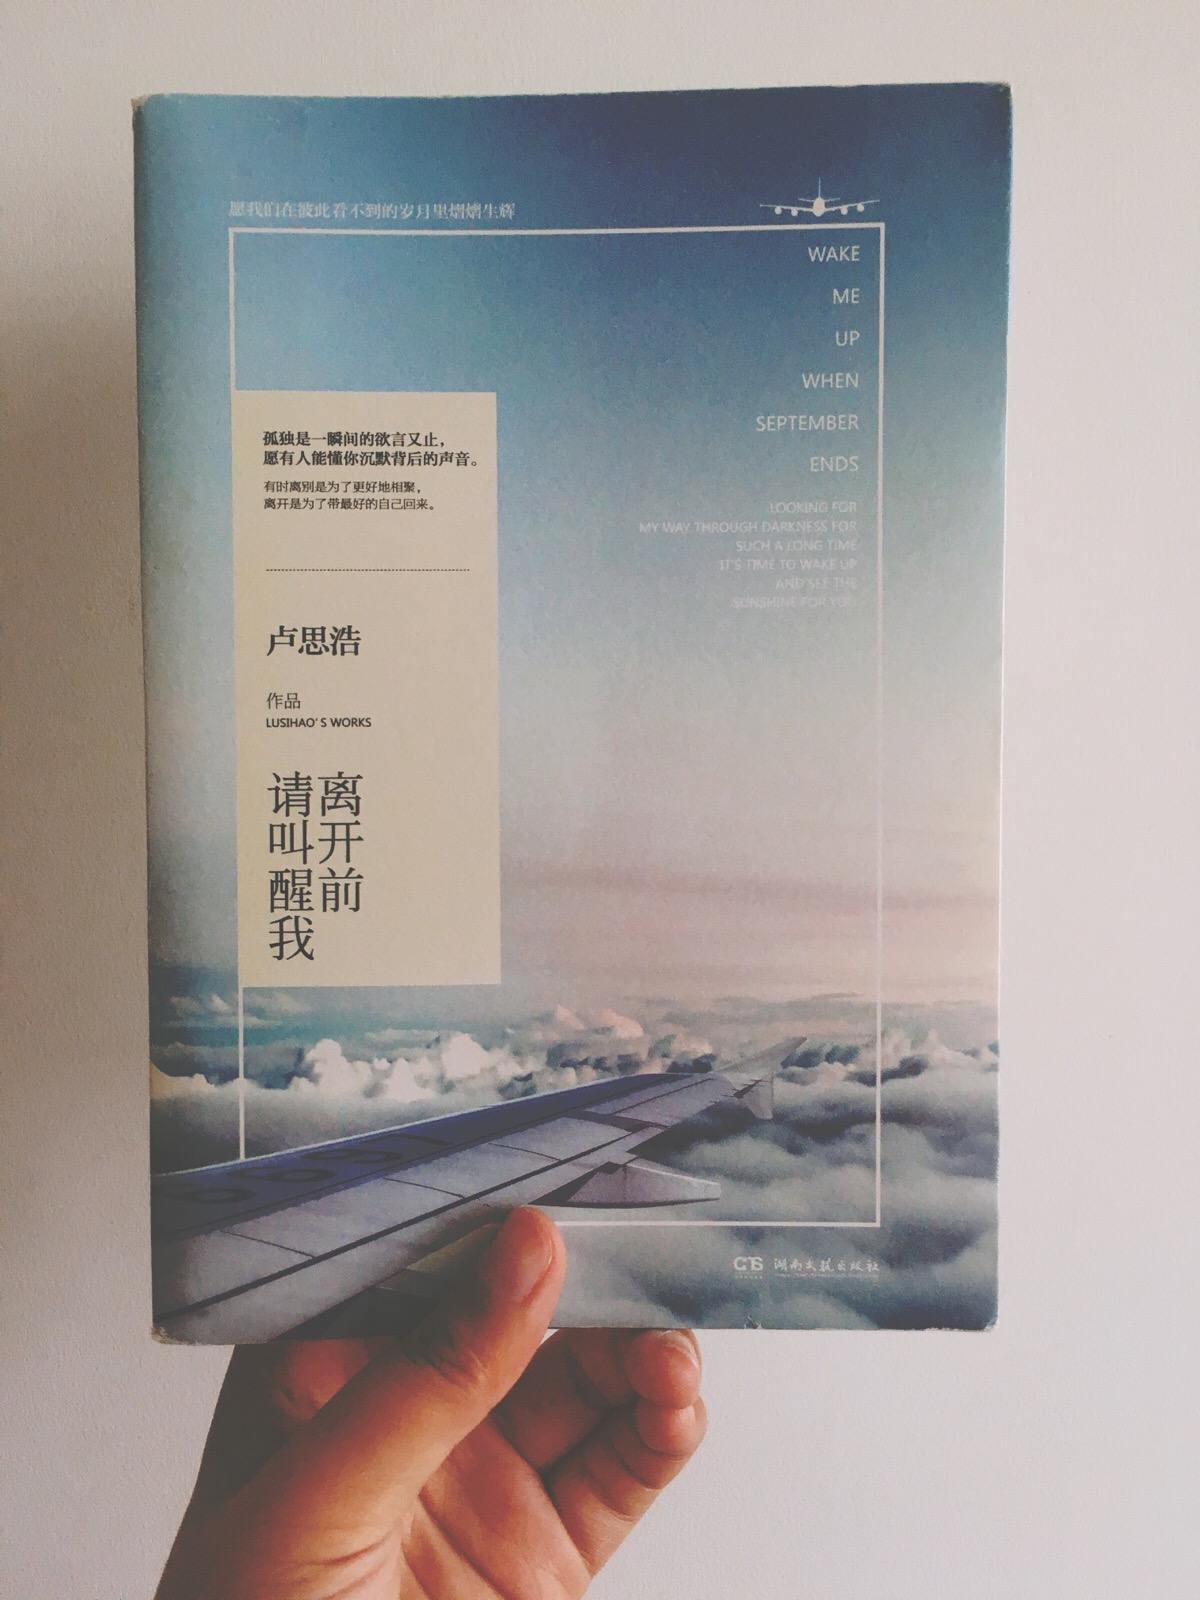 愿我们在彼此看不到的岁月里熠熠生辉
WAKE
ME
UP
WHEN
SEPTEMBER
ENDS
LOOKING FOR
MY WAY THROUGH DARKNESS FOR
SUCH A LONG TIME
IT'S TIME TO WAKE UP
AND SEE THE
SUNSHINE FOR YOU
孤独是一瞬间的欲言又止，
愿有人能懂你沉默背后的声音。
有时离别是为了更好地相聚，
离开是为了带最好的自己回来。
卢思浩
作品
LUSIHAO'S WORKS
离开前
请叫醒我
湖南文艺出版社